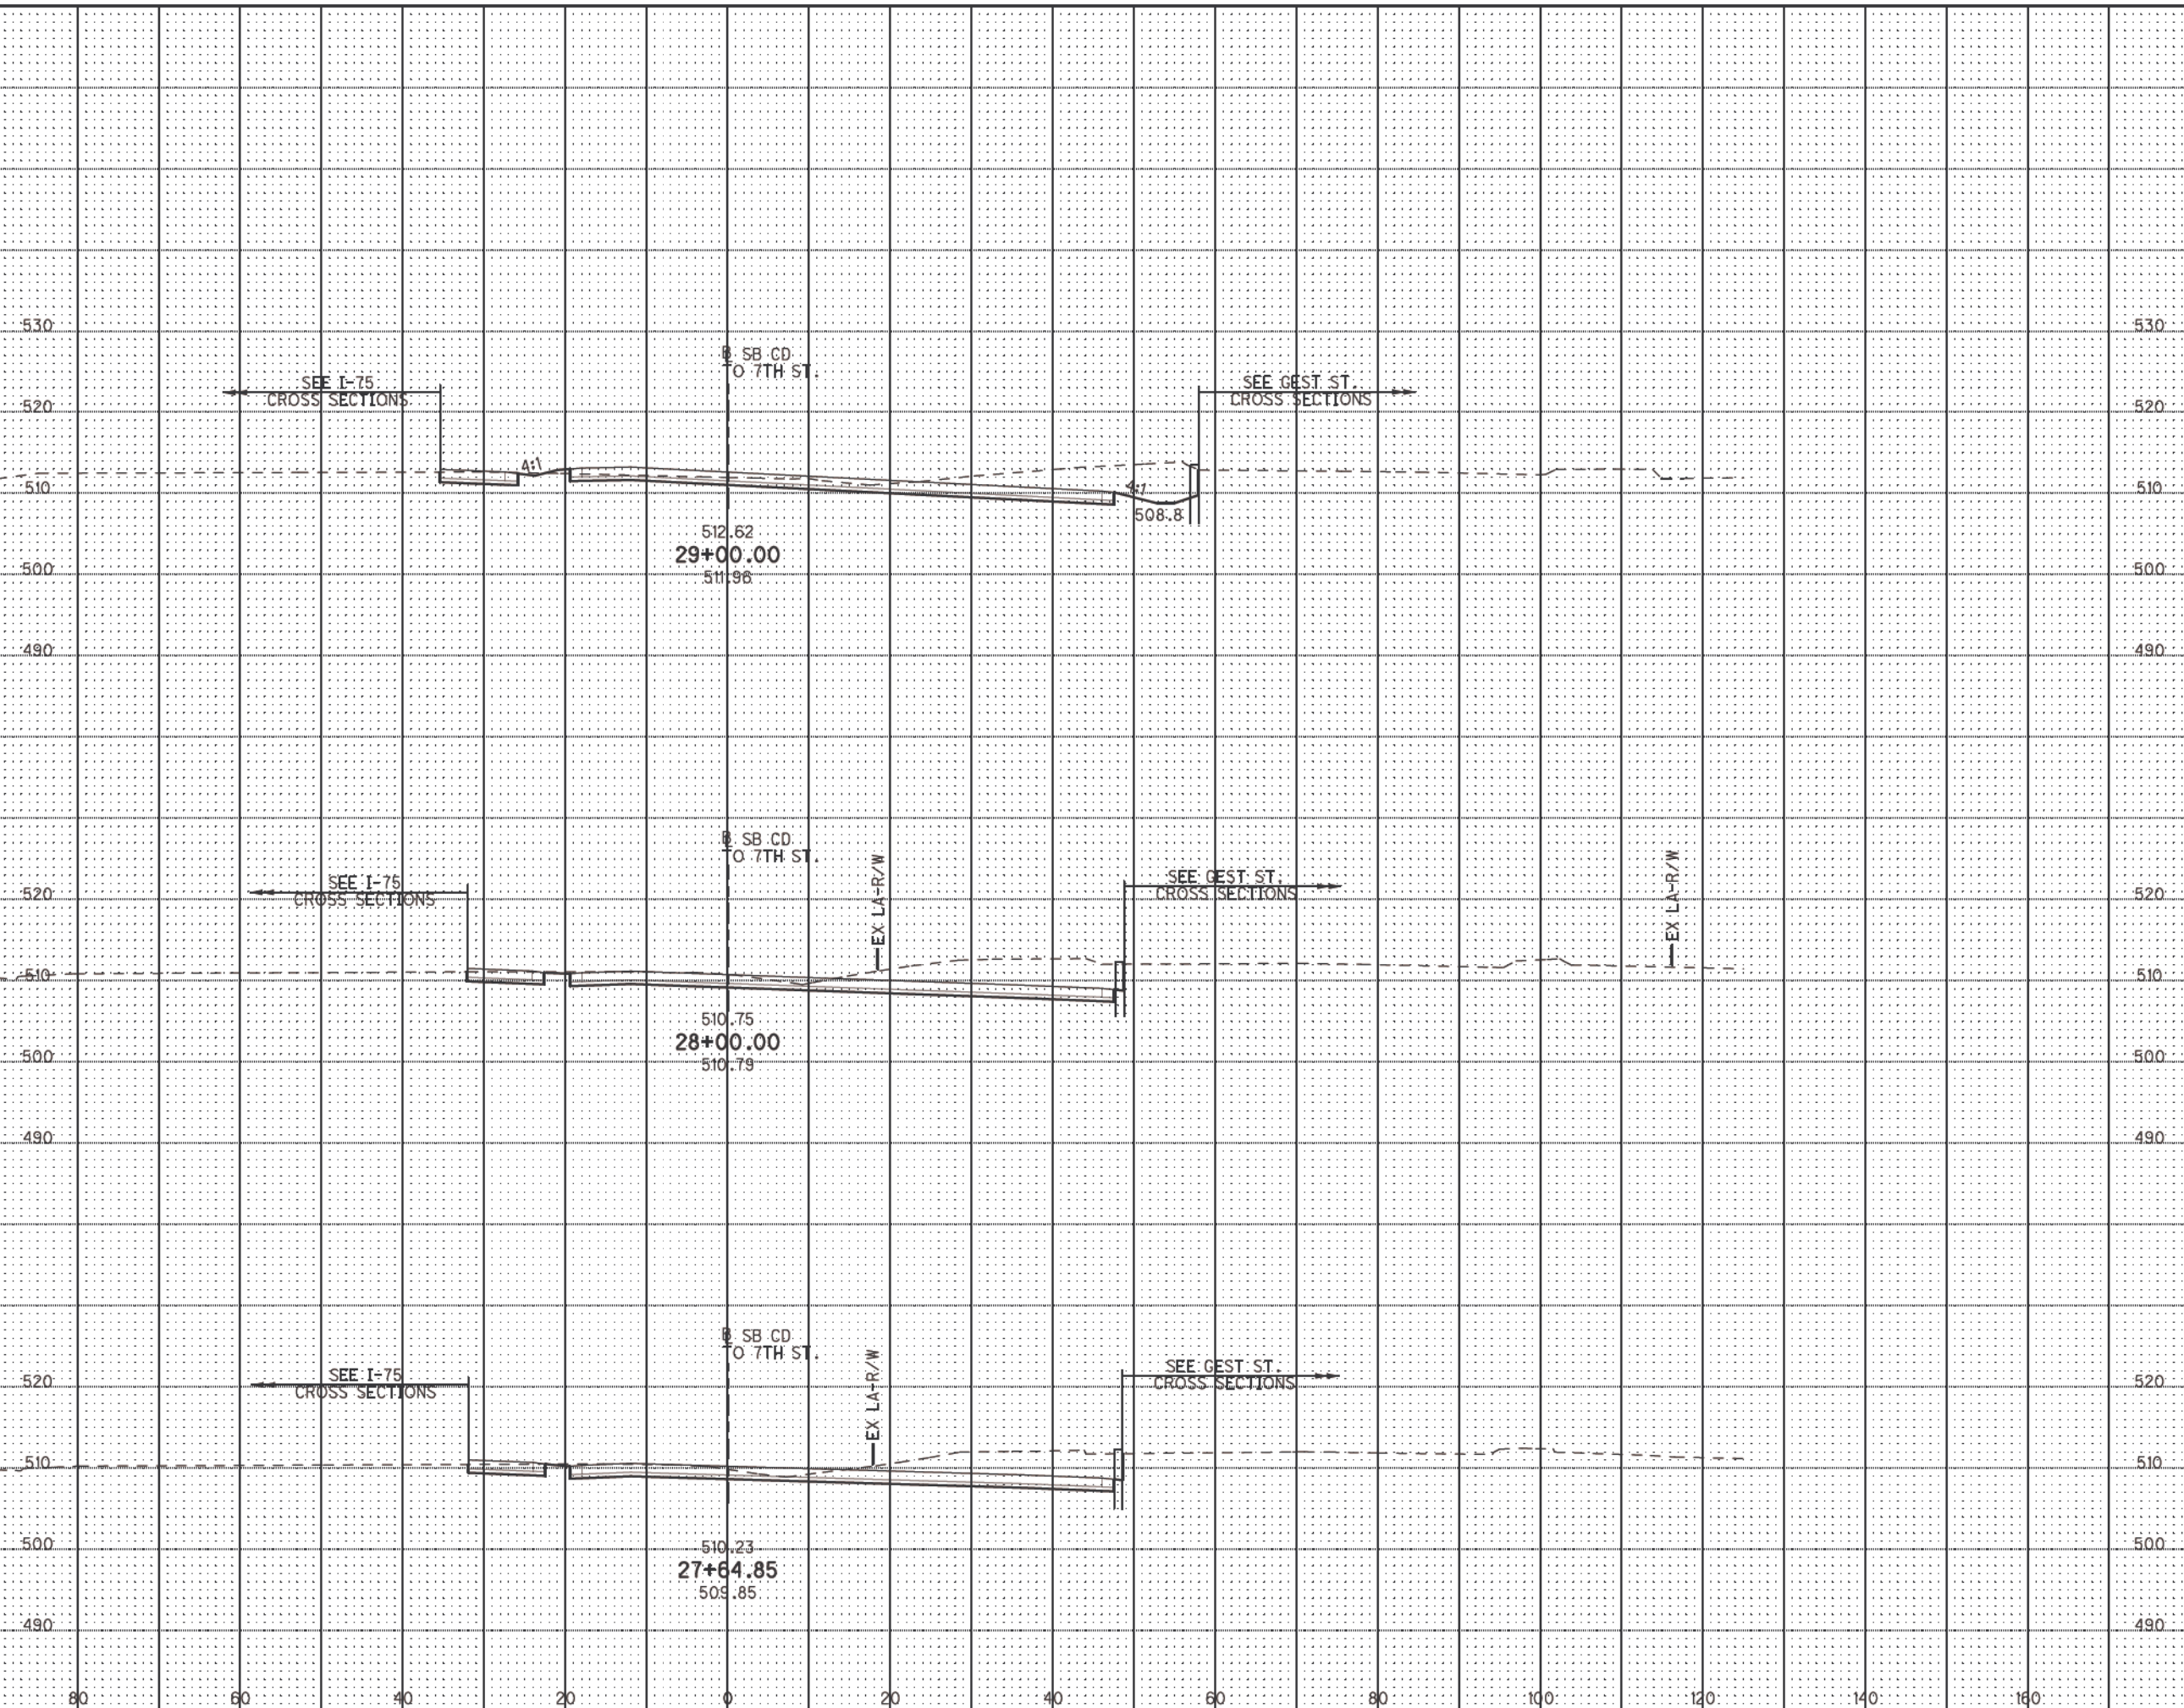 530 530
B SB CD
TO 7TH ST.
SEE I-75
CROSS SECTIONS
SEE GEST ST.
CROSS SECTIONS
520 520
4:1
510 4:1 510
508.8
512.62
29+00.00
511.96
500 500
490 490
B SB CD
TO 7TH ST.
EX LA-R/W
EX LA-R/W
SEE I-75
CROSS SECTIONS
SEE GEST ST.
CROSS SECTIONS
520 520
510 510
510.75
28+00.00
510.79
500 500
490 490
B SB CD
TO 7TH ST.
EX LA-R/W
SEE I-75
CROSS SECTIONS
SEE GEST ST.
CROSS SECTIONS
520 520
510 510
500 500
510.23
27+64.85
509.85
490 490
80 60 40 20 0 20 40 60 80 100 120 140 160